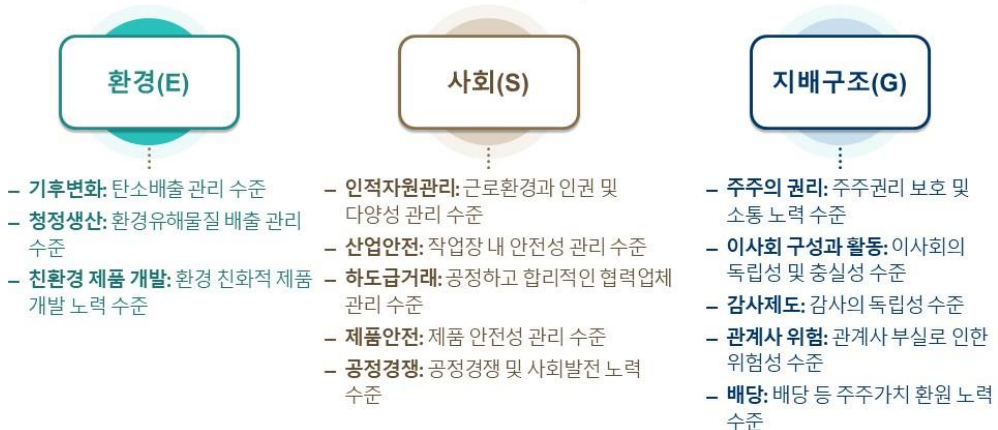 환경(E)
– 기후변화: 탄소배출 관리 수준
– 청정생산: 환경유해물질 배출 관리
수준
– 친환경 제품 개발: 환경 친화적 제품
개발 노력 수준
사회(S)
– 인적자원관리: 근로환경과 인권 및
다양성 관리 수준
– 산업안전: 작업장 내 안전성 관리 수준
– 하도급거래: 공정하고 합리적인 협력업체
관리 수준
– 제품안전: 제품 안전성 관리 수준
– 공정경쟁: 공정경쟁 및 사회발전 노력
수준
지배구조(G)
– 주주의 권리: 주주권리 보호 및
소통 노력 수준
– 이사회 구성과 활동: 이사회의
독립성 및 충실성 수준
– 감사제도: 감사의 독립성 수준
– 관계사 위험: 관계사 부실로 인한
위험성 수준
– 배당: 배당 등 주주가치 환원 노력
수준